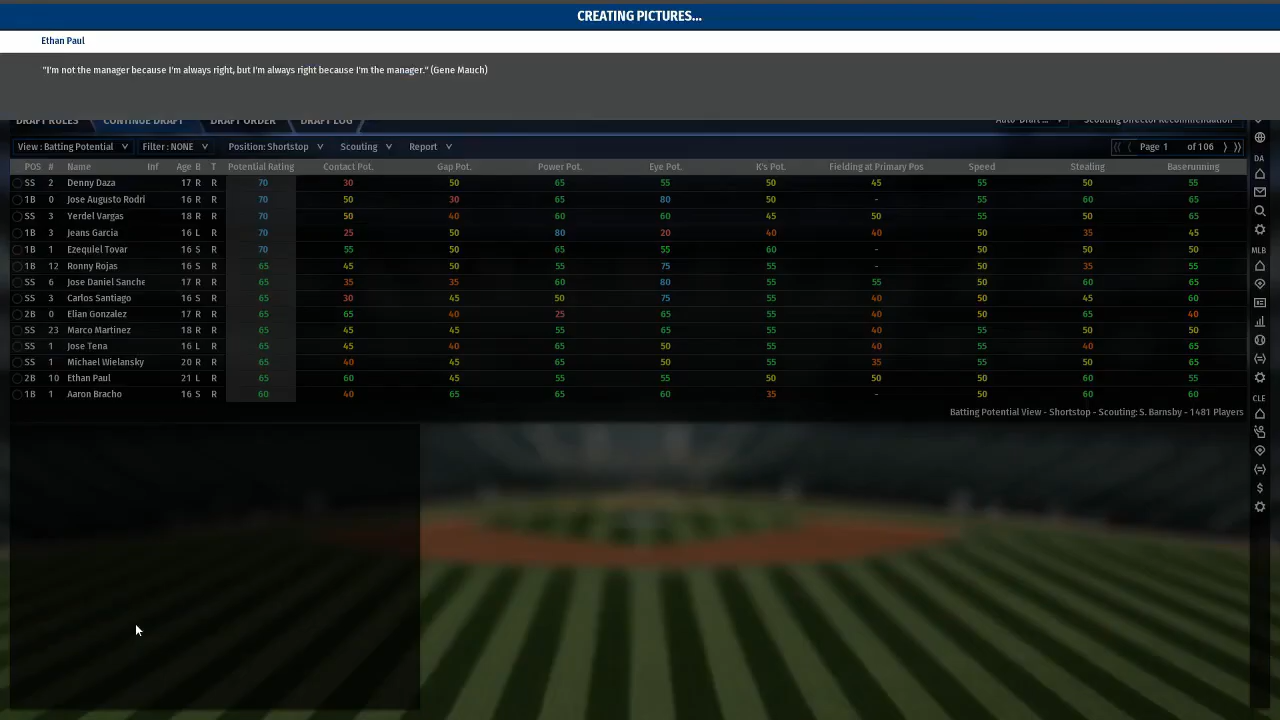 CREATING PICTURES...
Ethan Paul
"I'm not the manager because I'm always right, but I'm always right because I'm the manager." (Gene Mauch)
DRAFT RULES CONTINUE DRAFT DRAFT ORDER DRAFT LOG Auto-Draft ... Scouting Director Recommendation
View : Batting Potential Filter : NONE Position: Shortstop Scouting Report Page 1 of 106
POS # Name Inf Age B T Potential Rating Contact Pot. Gap Pot. Power Pot. Eye Pot. K's Pot. Fielding at Primary Pos Speed Stealing Baserunning
SS 2 Denny Daza 17 R R 70 30 50 65 55 50 45 55 50 55
1B 0 Jose Augusto Rodri 16 R R 70 50 30 65 80 50 - 55 60 65
SS 3 Yerdel Vargas 18 R R 70 50 40 60 60 45 50 50 50 65
1B 3 Jeans Garcia 16 L R 70 25 50 80 20 40 40 50 35 45
1B 1 Ezequiel Tovar 16 S R 70 55 50 65 55 60 - 50 50 50
1B 12 Ronny Rojas 16 S R 65 45 50 55 75 55 - 50 35 55
SS 6 Jose Daniel Sanche 17 R R 65 35 35 60 80 55 55 50 60 60
SS 3 Carlos Santiago 16 S R 65 30 45 50 75 55 40 50 45 60
2B 0 Elian Gonzalez 17 R R 65 65 40 25 65 55 40 50 60 40
SS 23 Marco Martinez 18 R R 65 45 45 55 65 55 40 55 50 50
SS 1 Jose Tena 16 L R 65 45 40 65 50 55 40 55 40 65
SS 1 Michael Wielansky 20 R R 65 40 45 65 50 55 35 55 50 65
2B 10 Ethan Paul 21 L R 65 60 45 55 55 50 50 50 60 55
1B 1 Aaron Bracho 16 S R 60 40 65 65 60 35 - 50 60 60
Batting Potential View - Shortstop - Scouting: S. Barnsby - 1481 Players
DA
MLB
CLE